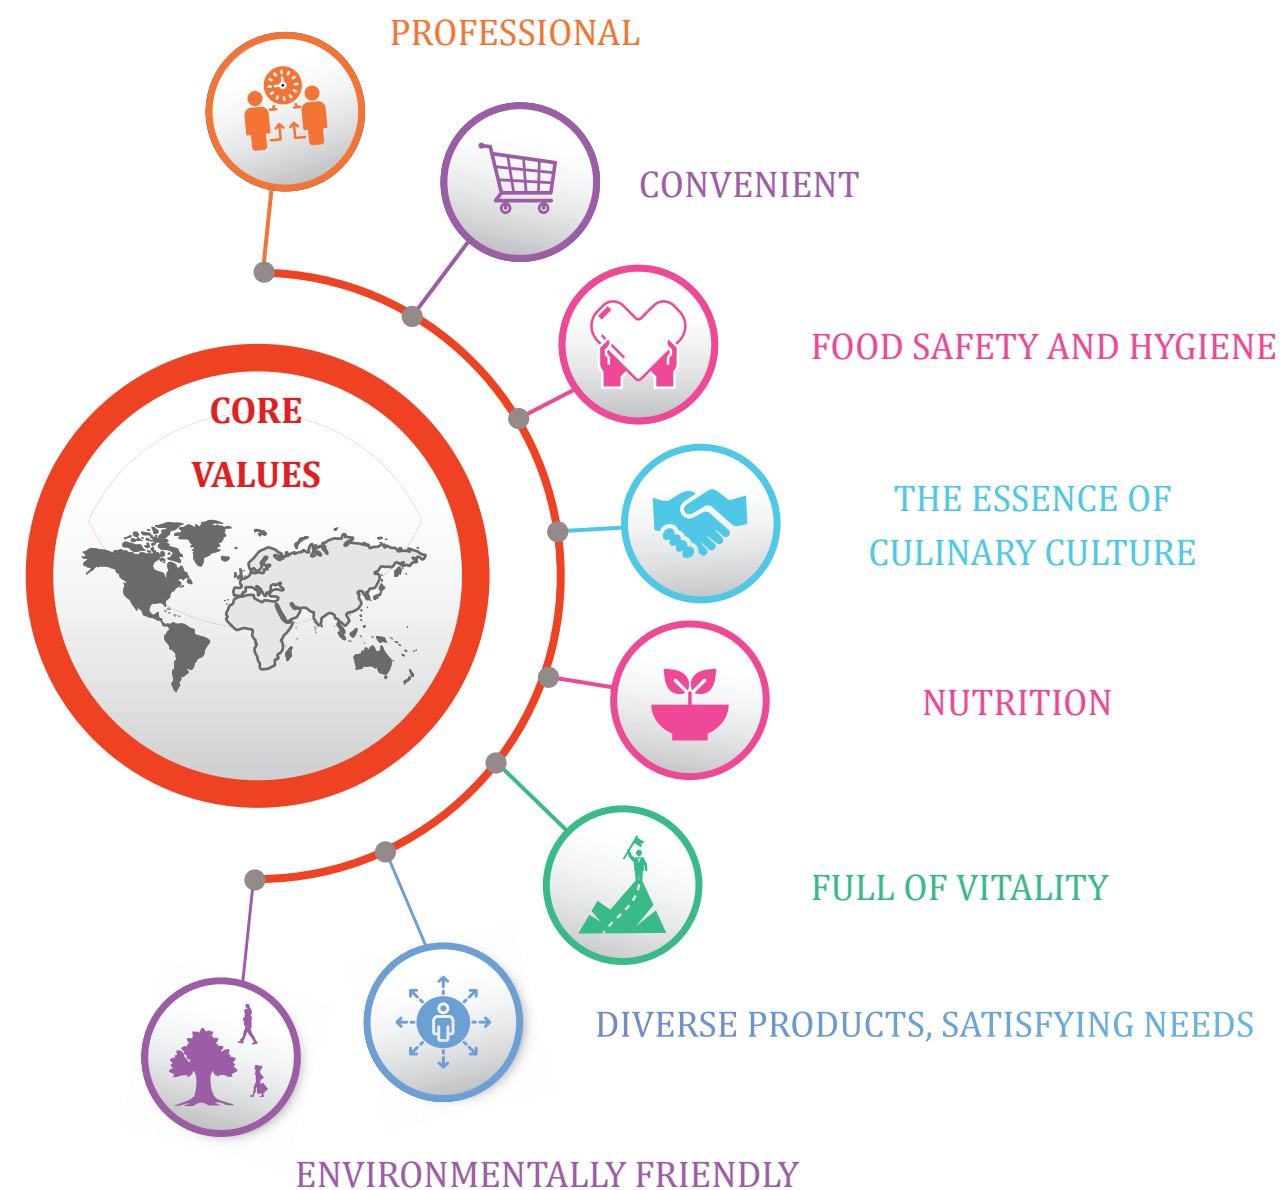 PROFESSIONAL
CONVENIENT
FOOD SAFETY AND HYGIENE
CORE
VALUES
THE ESSENCE OF
CULINARY CULTURE
NUTRITION
FULL OF VITALITY
DIVERSE PRODUCTS, SATISFYING NEEDS
ENVIRONMENTALLY FRIENDLY